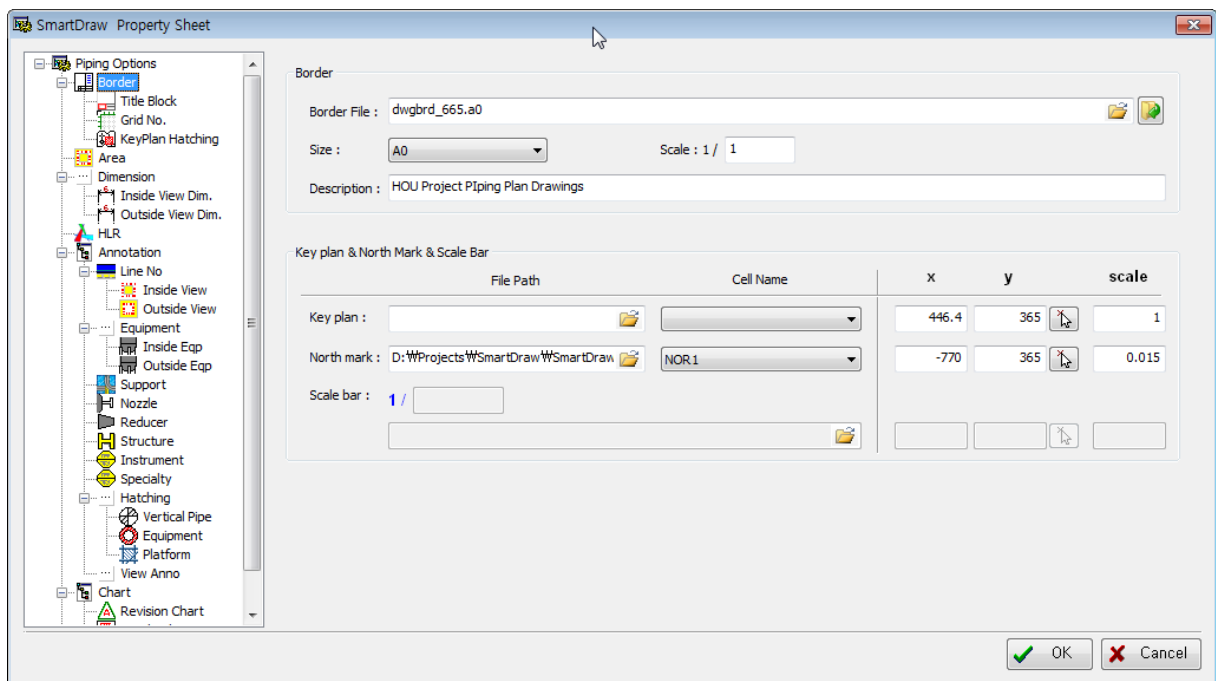 SmartDraw Property Sheet
Piping Options
Border
Title Block
Grid No.
KeyPlan Hatching
Area
Dimension
Inside View Dim.
Outside View Dim.
HLR
Annotation
Line No
Inside View
Outside View
Equipment
Inside Eqp
Outside Eqp
Support
Nozzle
Reducer
Structure
Instrument
Specialty
Hatching
Vertical Pipe
Equipment
Platform
View Anno
Chart
Revision Chart
Border
Border File : dwgbrd_665.a0
Size : A0 Scale : 1 / 1
Description : HOU Project PIping Plan Drawings
Key plan & North Mark & Scale Bar
File Path Cell Name x y scale
Key plan : 446.4 365 1
North mark : D:₩Projects₩SmartDraw₩SmartDraw NOR1 -770 365 0.015
Scale bar : 1 /
OK Cancel